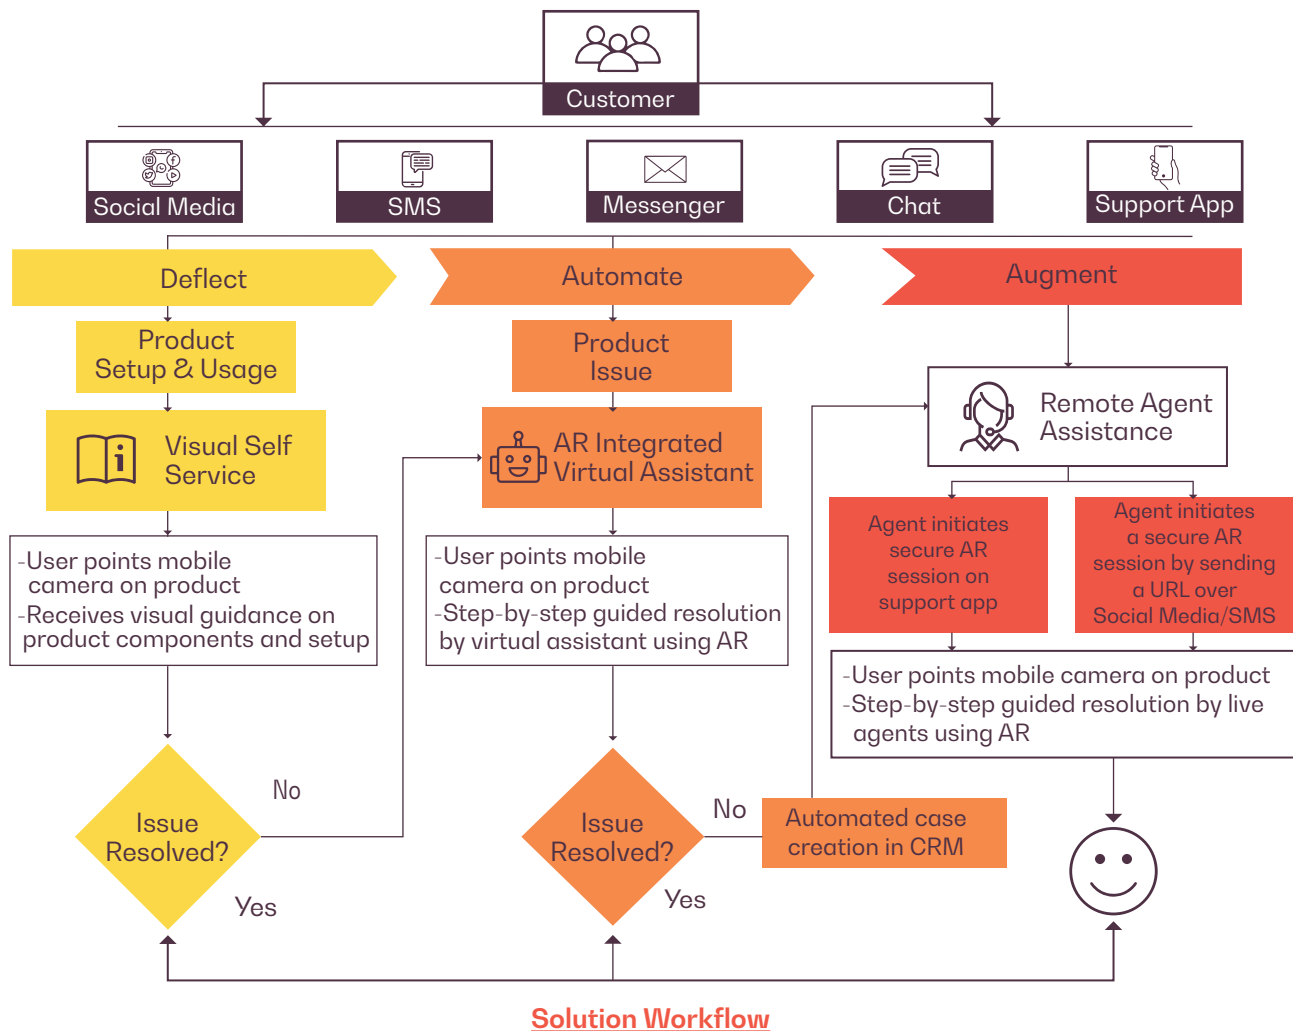 Customer
Social Media
SMS
Messenger
Chat
Support App
Deflect
Automate
Augment
Product
Setup & Usage
Visual Self
Service
-User points mobile
camera on product
-Receives visual guidance on
product components and setup
Issue
Resolved?
No
Yes
Product
Issue
AR Integrated
Virtual Assistant
-User points mobile
camera on product
-Step-by-step guided resolution
by virtual assistant using AR
Issue
Resolved?
No
Yes
Automated case
creation in CRM
Remote Agent
Assistance
Agent initiates
secure AR
session on
support app
Agent initiates
a secure AR
session by sending
a URL over
Social Media/SMS
-User points mobile camera on product
-Step-by-step guided resolution by live
agents using AR
Solution Workflow